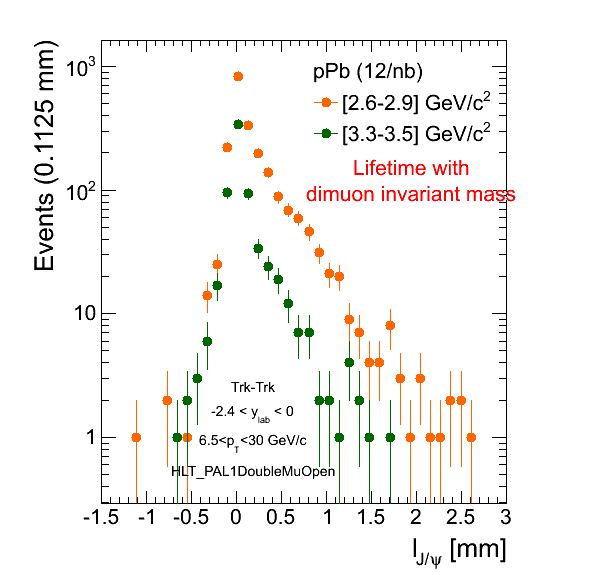 Events (0.1125 mm)
10³
10²
10
1
pPb (12/nb)
[2.6-2.9] GeV/c²
[3.3-3.5] GeV/c²
Lifetime with
dimuon invariant mass
Trk-Trk
-2.4 < y_lab < 0
6.5<p_T<30 GeV/c
HLT_PAL1DoubleMuOpen
-1.5 -1 -0.5 0 0.5 1 1.5 2 2.5 3
l_J/ψ [mm]